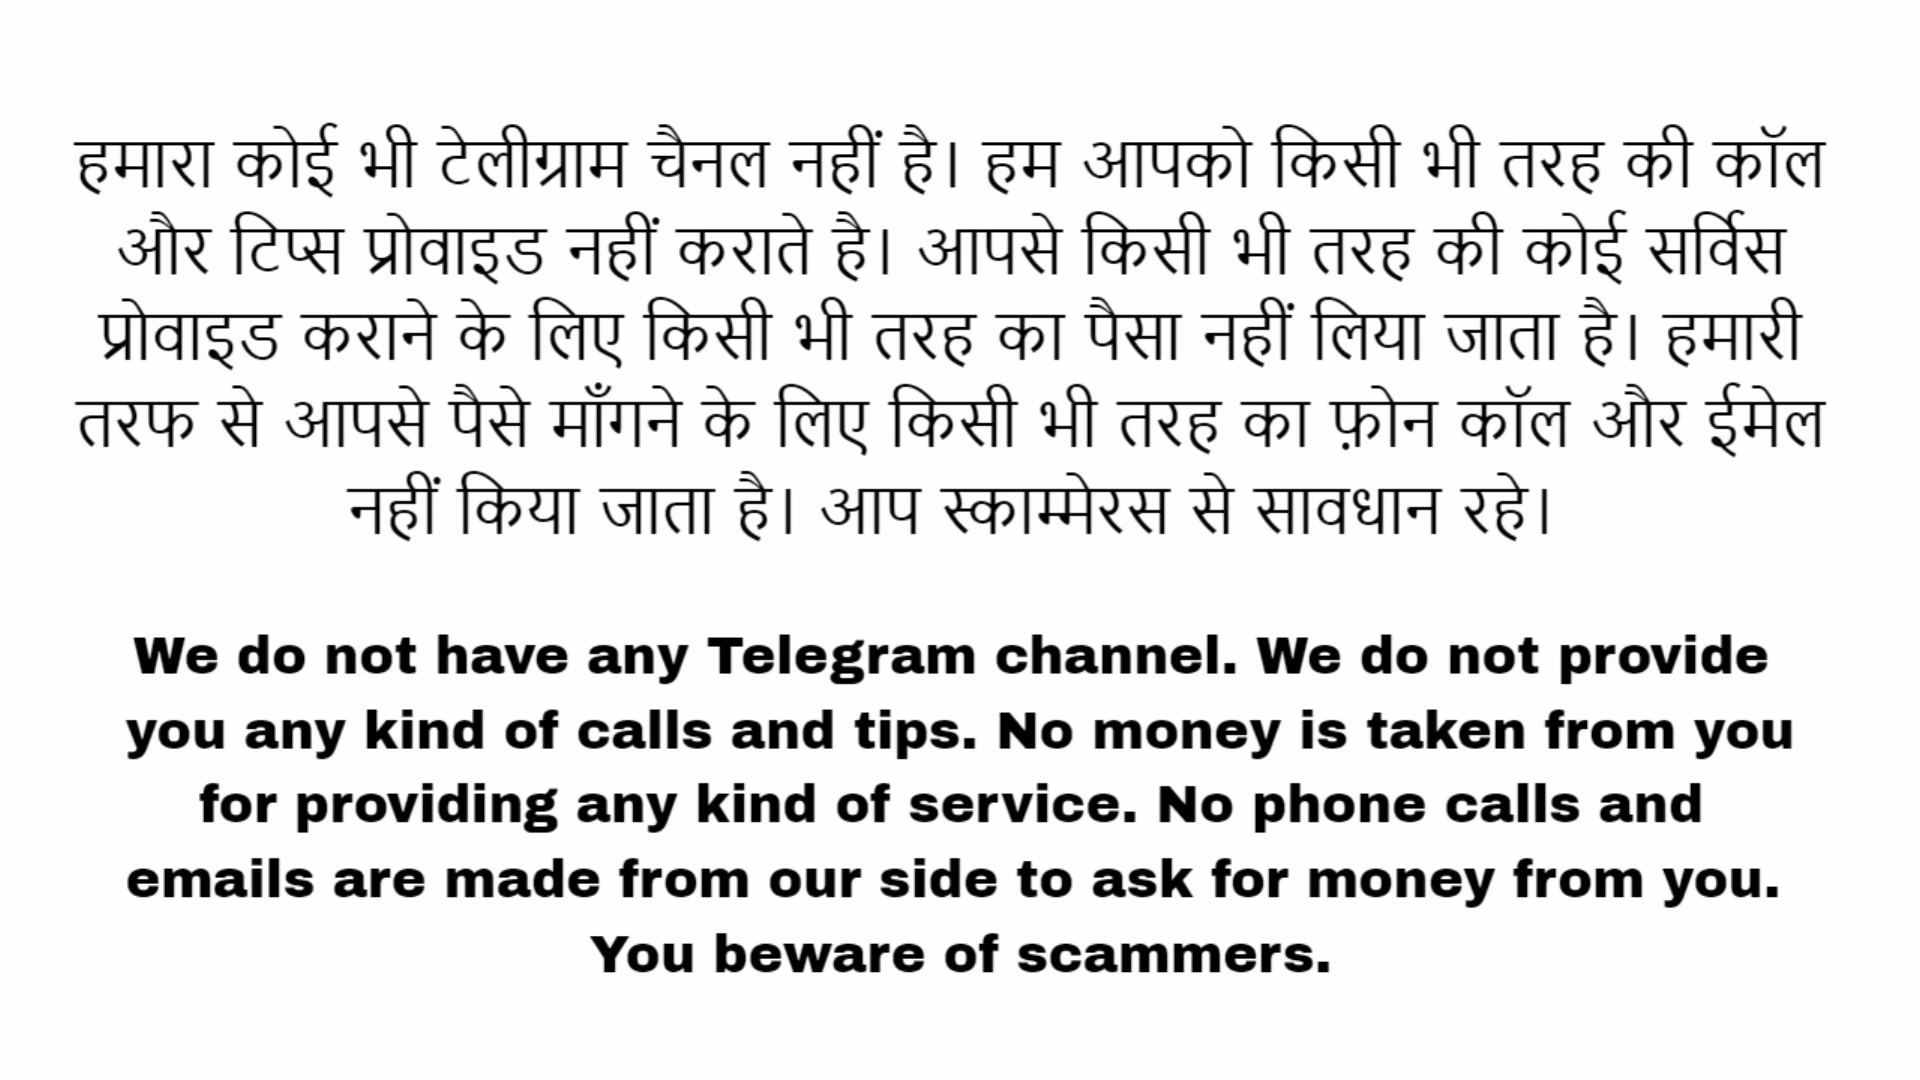 हमारा कोई भी टेलीग्राम चैनल नहीं है। हम आपको किसी भी तरह की कॉल
और टिप्स प्रोवाइड नहीं कराते है। आपसे किसी भी तरह की कोई सर्विस
प्रोवाइड कराने के लिए किसी भी तरह का पैसा नहीं लिया जाता है। हमारी
तरफ से आपसे पैसे माँगने के लिए किसी भी तरह का फ़ोन कॉल और ईमेल
नहीं किया जाता है। आप स्काम्मेरस से सावधान रहे।
We do not have any Telegram channel. We do not provide
you any kind of calls and tips. No money is taken from you
for providing any kind of service. No phone calls and
emails are made from our side to ask for money from you.
You beware of scammers.